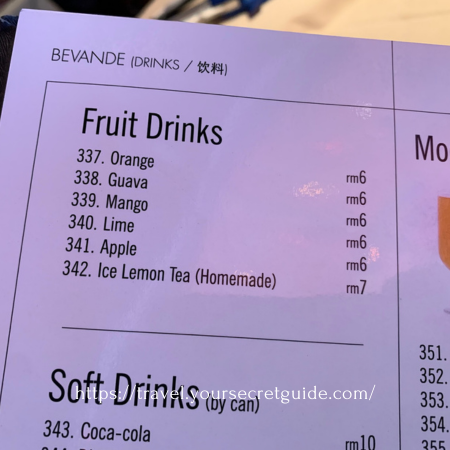 BEVANDE (DRINKS / 饮料)
Fruit Drinks
337. Orange rm6
338. Guava rm6
339. Mango rm6
340. Lime rm6
341. Apple rm6
342. Ice Lemon Tea (Homemade) rm7
Soft Drinks (by can)
https://travel.yoursecretguide.com/
343. Coca-cola rm10
Mo
351.
352.
353.
354.
355